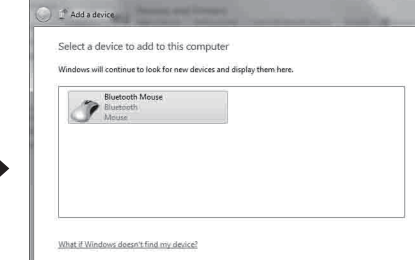 Add a device
Select a device to add to this computer
Windows will continue to look for new devices and display them here.
Bluetooth Mouse
Bluetooth
Mouse
What if Windows doesn't find my device?